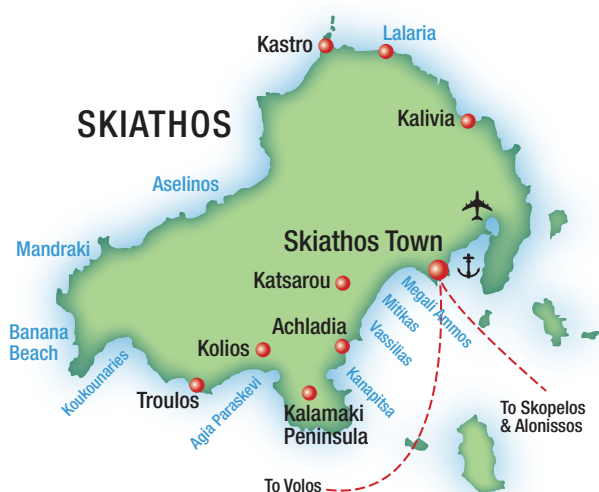 Kastro
Lalaria
SKIATHOS
Kalivia
Aselinos
Skiathos Town
Mandraki
Katsarou
Megali Ammos
Mitikas
Vassilias
Achladia
Banana
Beach
Kolios
Koukounaries
Kanapitsa
Troulos
Agia Paraskevi
Kalamaki
Peninsula
To Skopelos
& Alonissos
To Volos